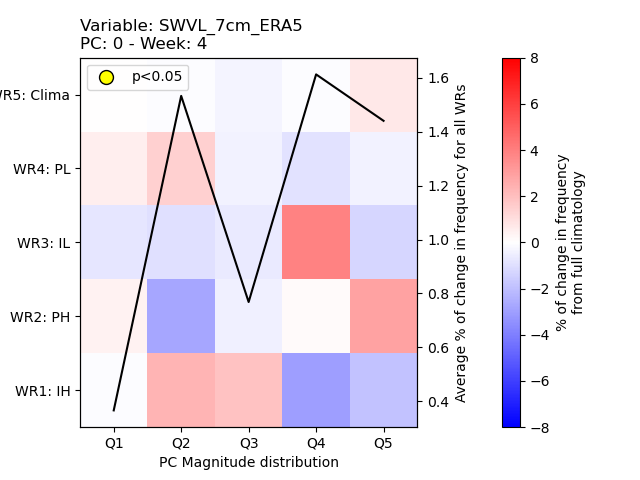 Variable: SWVL_7cm_ERA5
PC: 0 - Week: 4
p<0.05
WR5: Clima
WR4: PL
WR3: IL
WR2: PH
WR1: IH
Q1 Q2 Q3 Q4 Q5
PC Magnitude distribution
1.6
1.4
1.2
1.0
0.8
0.6
0.4
Average % of change in frequency for all WRs
8
6
4
2
0
−2
−4
−6
−8
% of change in frequency
from full climatology